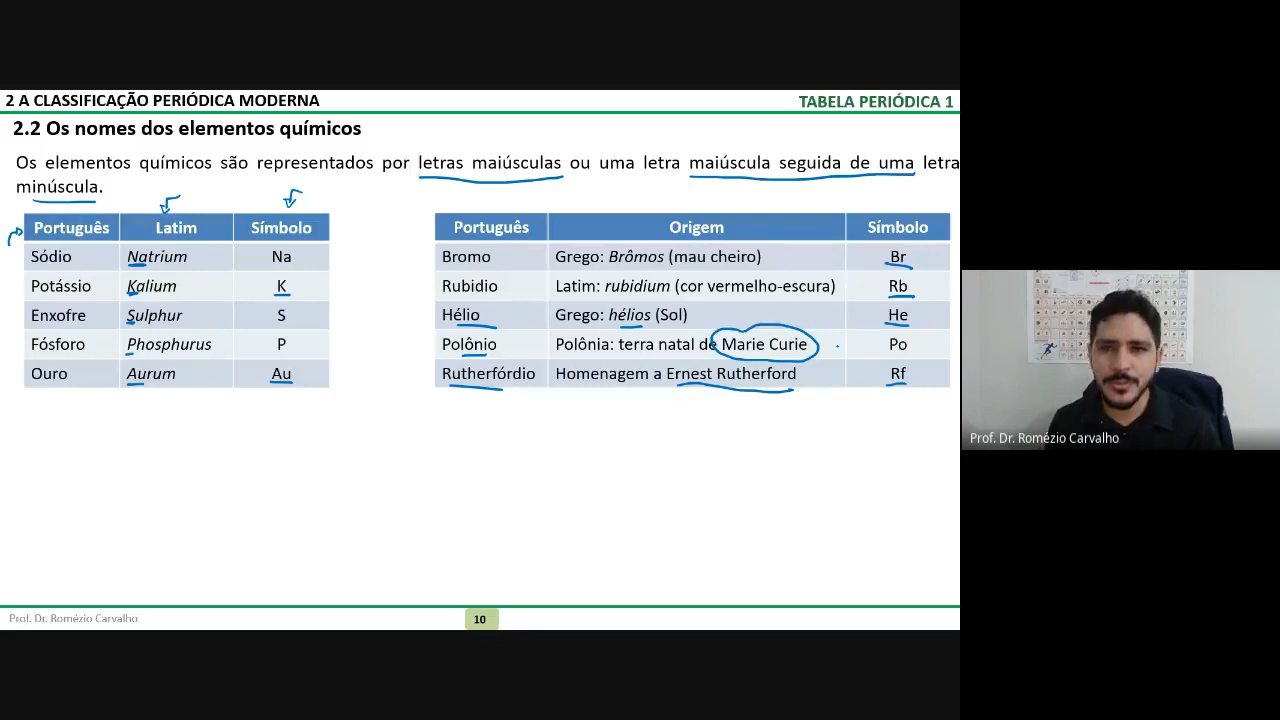 2 A CLASSIFICAÇÃO PERIÓDICA MODERNA
TABELA PERIÓDICA 1
2.2 Os nomes dos elementos químicos
Os elementos químicos são representados por letras maiúsculas ou uma letra maiúscula seguida de uma letra
minúscula.
Português Latim Símbolo
Sódio Natrium Na
Potássio Kalium K
Enxofre Sulphur S
Fósforo Phosphurus P
Ouro Aurum Au
Português Origem Símbolo
Bromo Grego: Brômos (mau cheiro) Br
Rubidio Latim: rubidium (cor vermelho-escura) Rb
Hélio Grego: hélios (Sol) He
Polônio Polônia: terra natal de Marie Curie Po
Rutherfórdio Homenagem a Ernest Rutherford Rf
Prof. Dr. Romézio Carvalho
Prof. Dr. Romézio Carvalho
10